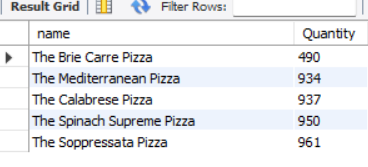 Result Grid Filter Rows:
name Quantity
The Brie Carre Pizza 490
The Mediterranean Pizza 934
The Calabrese Pizza 937
The Spinach Supreme Pizza 950
The Soppressata Pizza 961